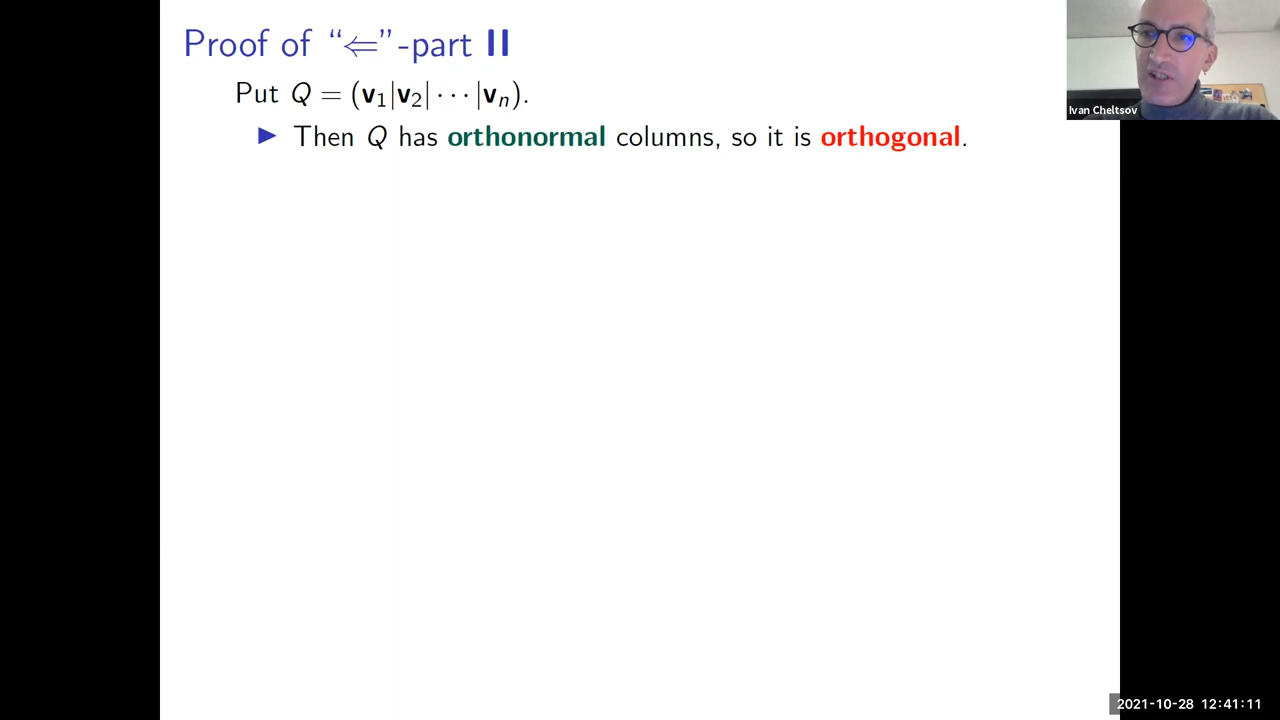 Proof of “⇐”-part II
Put Q = (v₁|v₂| · · · |vₙ).
▶ Then Q has orthonormal columns, so it is orthogonal.
Ivan Cheltsov
2021-10-28 12:41:11